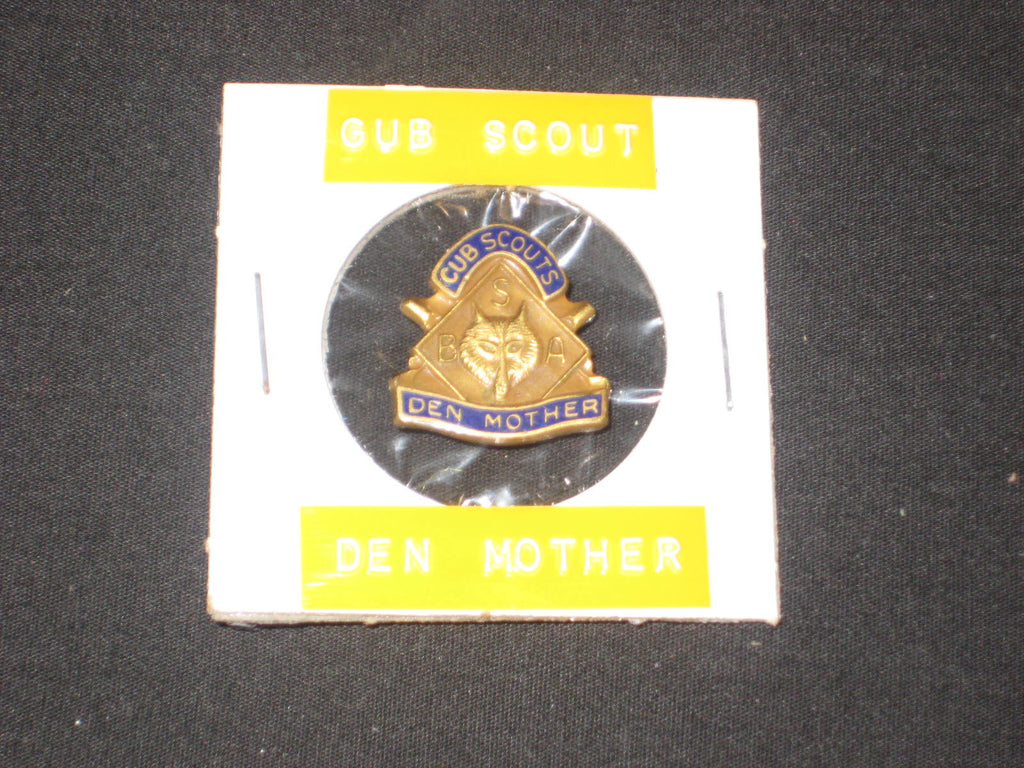 CUB SCOUT
CUB SCOUTS
S
B A
DEN MOTHER
DEN MOTHER